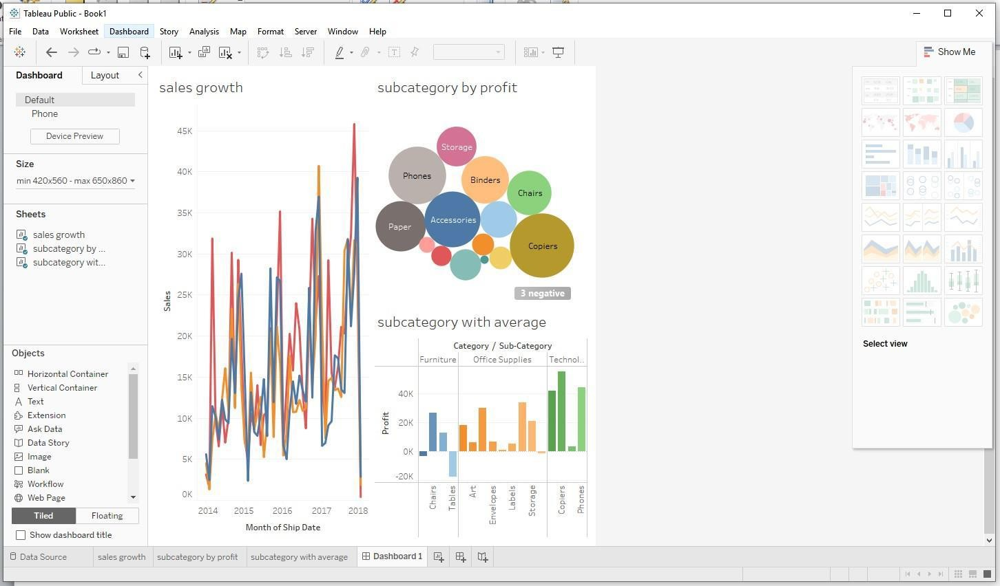 Tableau Public - Book1
File Data Worksheet Dashboard Story Analysis Map Format Server Window Help
Show Me
Dashboard Layout
Default
Phone
Device Preview
Size
min 420x560 - max 650x860
Sheets
sales growth
subcategory by ...
subcategory wit...
Objects
Horizontal Container
Vertical Container
Text
Extension
Ask Data
Data Story
Image
Blank
Workflow
Web Page
Tiled Floating
Show dashboard title
sales growth
45K
40K
35K
30K
25K
20K
15K
10K
5K
0K
Sales
2014 2015 2016 2017 2018
Month of Ship Date
subcategory by profit
Storage
Phones
Binders
Chairs
Paper
Accessories
Copiers
3 negative
subcategory with average
Category / Sub-Category
Furniture Office Supplies Technol..
40K
20K
0K
-20K
Profit
Chairs
Tables
Art
Envelopes
Labels
Storage
Copiers
Phones
Select view
Data Source sales growth subcategory by profit subcategory with average Dashboard 1